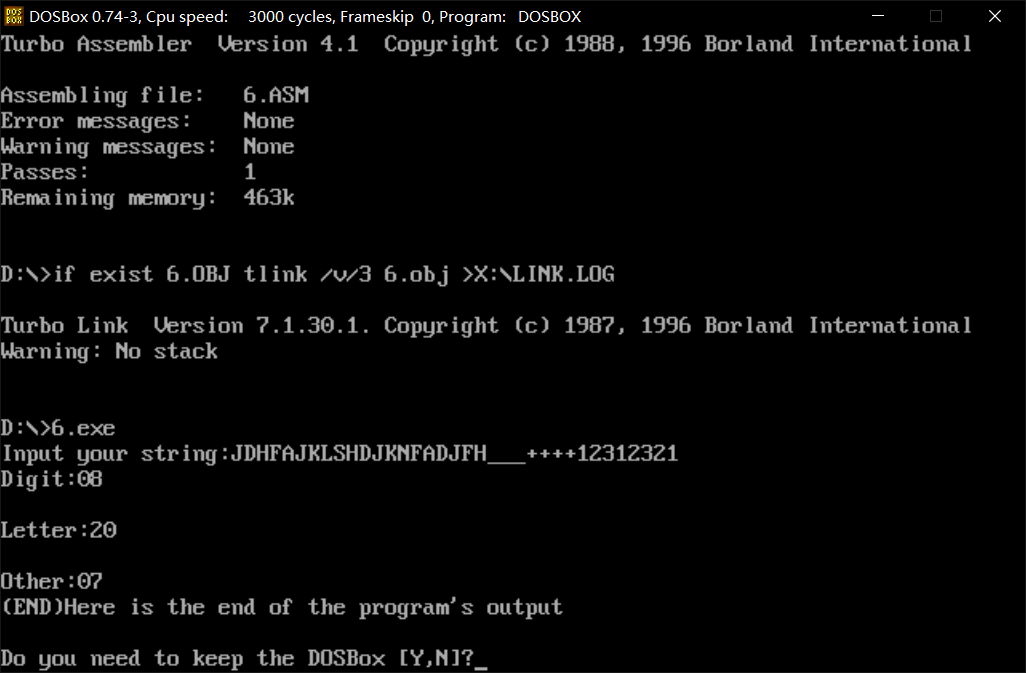 DOSBox 0.74-3, Cpu speed: 3000 cycles, Frameskip 0, Program: DOSBOX
Turbo Assembler  Version 4.1  Copyright (c) 1988, 1996 Borland International
Assembling file:   6.ASM
Error messages:    None
Warning messages:  None
Passes:            1
Remaining memory:  463k
D:\>if exist 6.OBJ tlink /v/3 6.obj >X:\LINK.LOG
Turbo Link  Version 7.1.30.1. Copyright (c) 1987, 1996 Borland International
Warning: No stack
D:\>6.exe
Input your string:JDHFAJKLSHDJKNFADJFH___++++12312321
Digit:08
Letter:20
Other:07
(END)Here is the end of the program's output
Do you need to keep the DOSBox [Y,N]?_